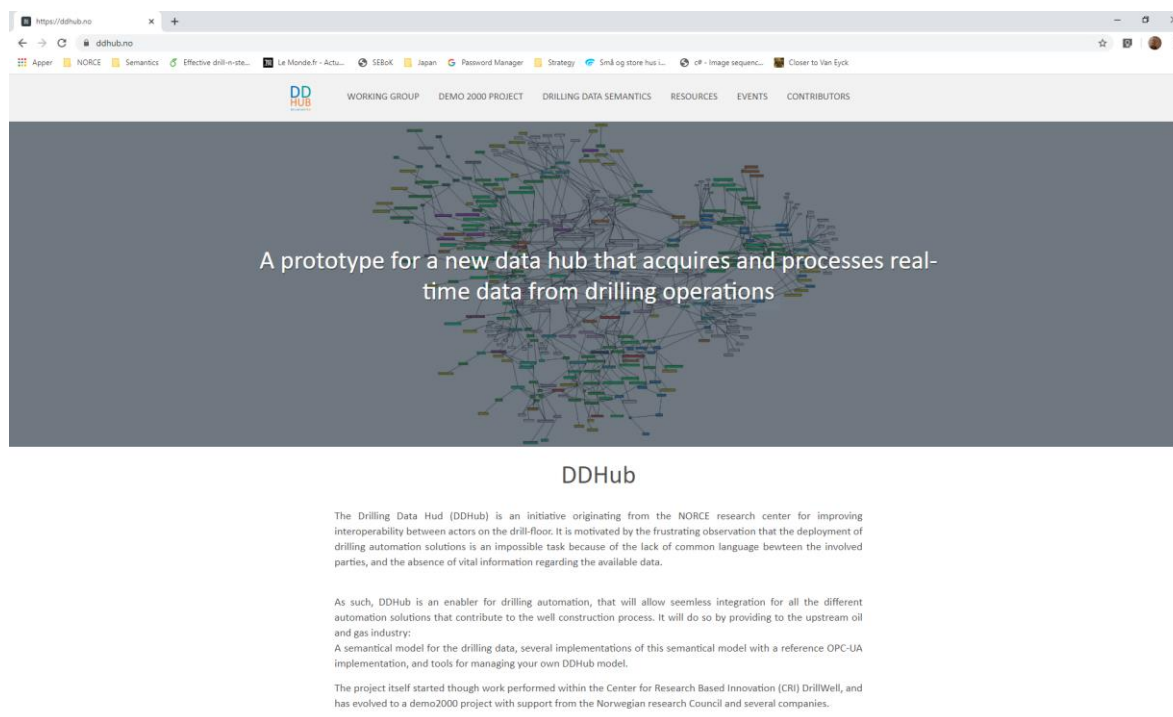 https://ddhub.no
ddhub.no
Apper NORCE Semantics Effective drill-n-ste... Le Monde.fr - Actu... SEBoK Japan Password Manager Strategy Små og store hus i... c# - Image sequenc... Closer to Van Eyck
DD
HUB
WORKING GROUP DEMO 2000 PROJECT DRILLING DATA SEMANTICS RESOURCES EVENTS CONTRIBUTORS
A prototype for a new data hub that acquires and processes real-
time data from drilling operations
DDHub
The Drilling Data Hud (DDHub) is an initiative originating from the NORCE research center for improving
interoperability between actors on the drill-floor. It is motivated by the frustrating observation that the deployment of
drilling automation solutions is an impossible task because of the lack of common language bewteen the involved
parties, and the absence of vital information regarding the available data.
As such, DDHub is an enabler for drilling automation, that will allow seemless integration for all the different
automation solutions that contribute to the well construction process. It will do so by providing to the upstream oil
and gas industry:
A semantical model for the drilling data, several implementations of this semantical model with a reference OPC-UA
implementation, and tools for managing your own DDHub model.
The project itself started though work performed within the Center for Research Based Innovation (CRI) DrillWell, and
has evolved to a demo2000 project with support from the Norwegian research Council and several companies.